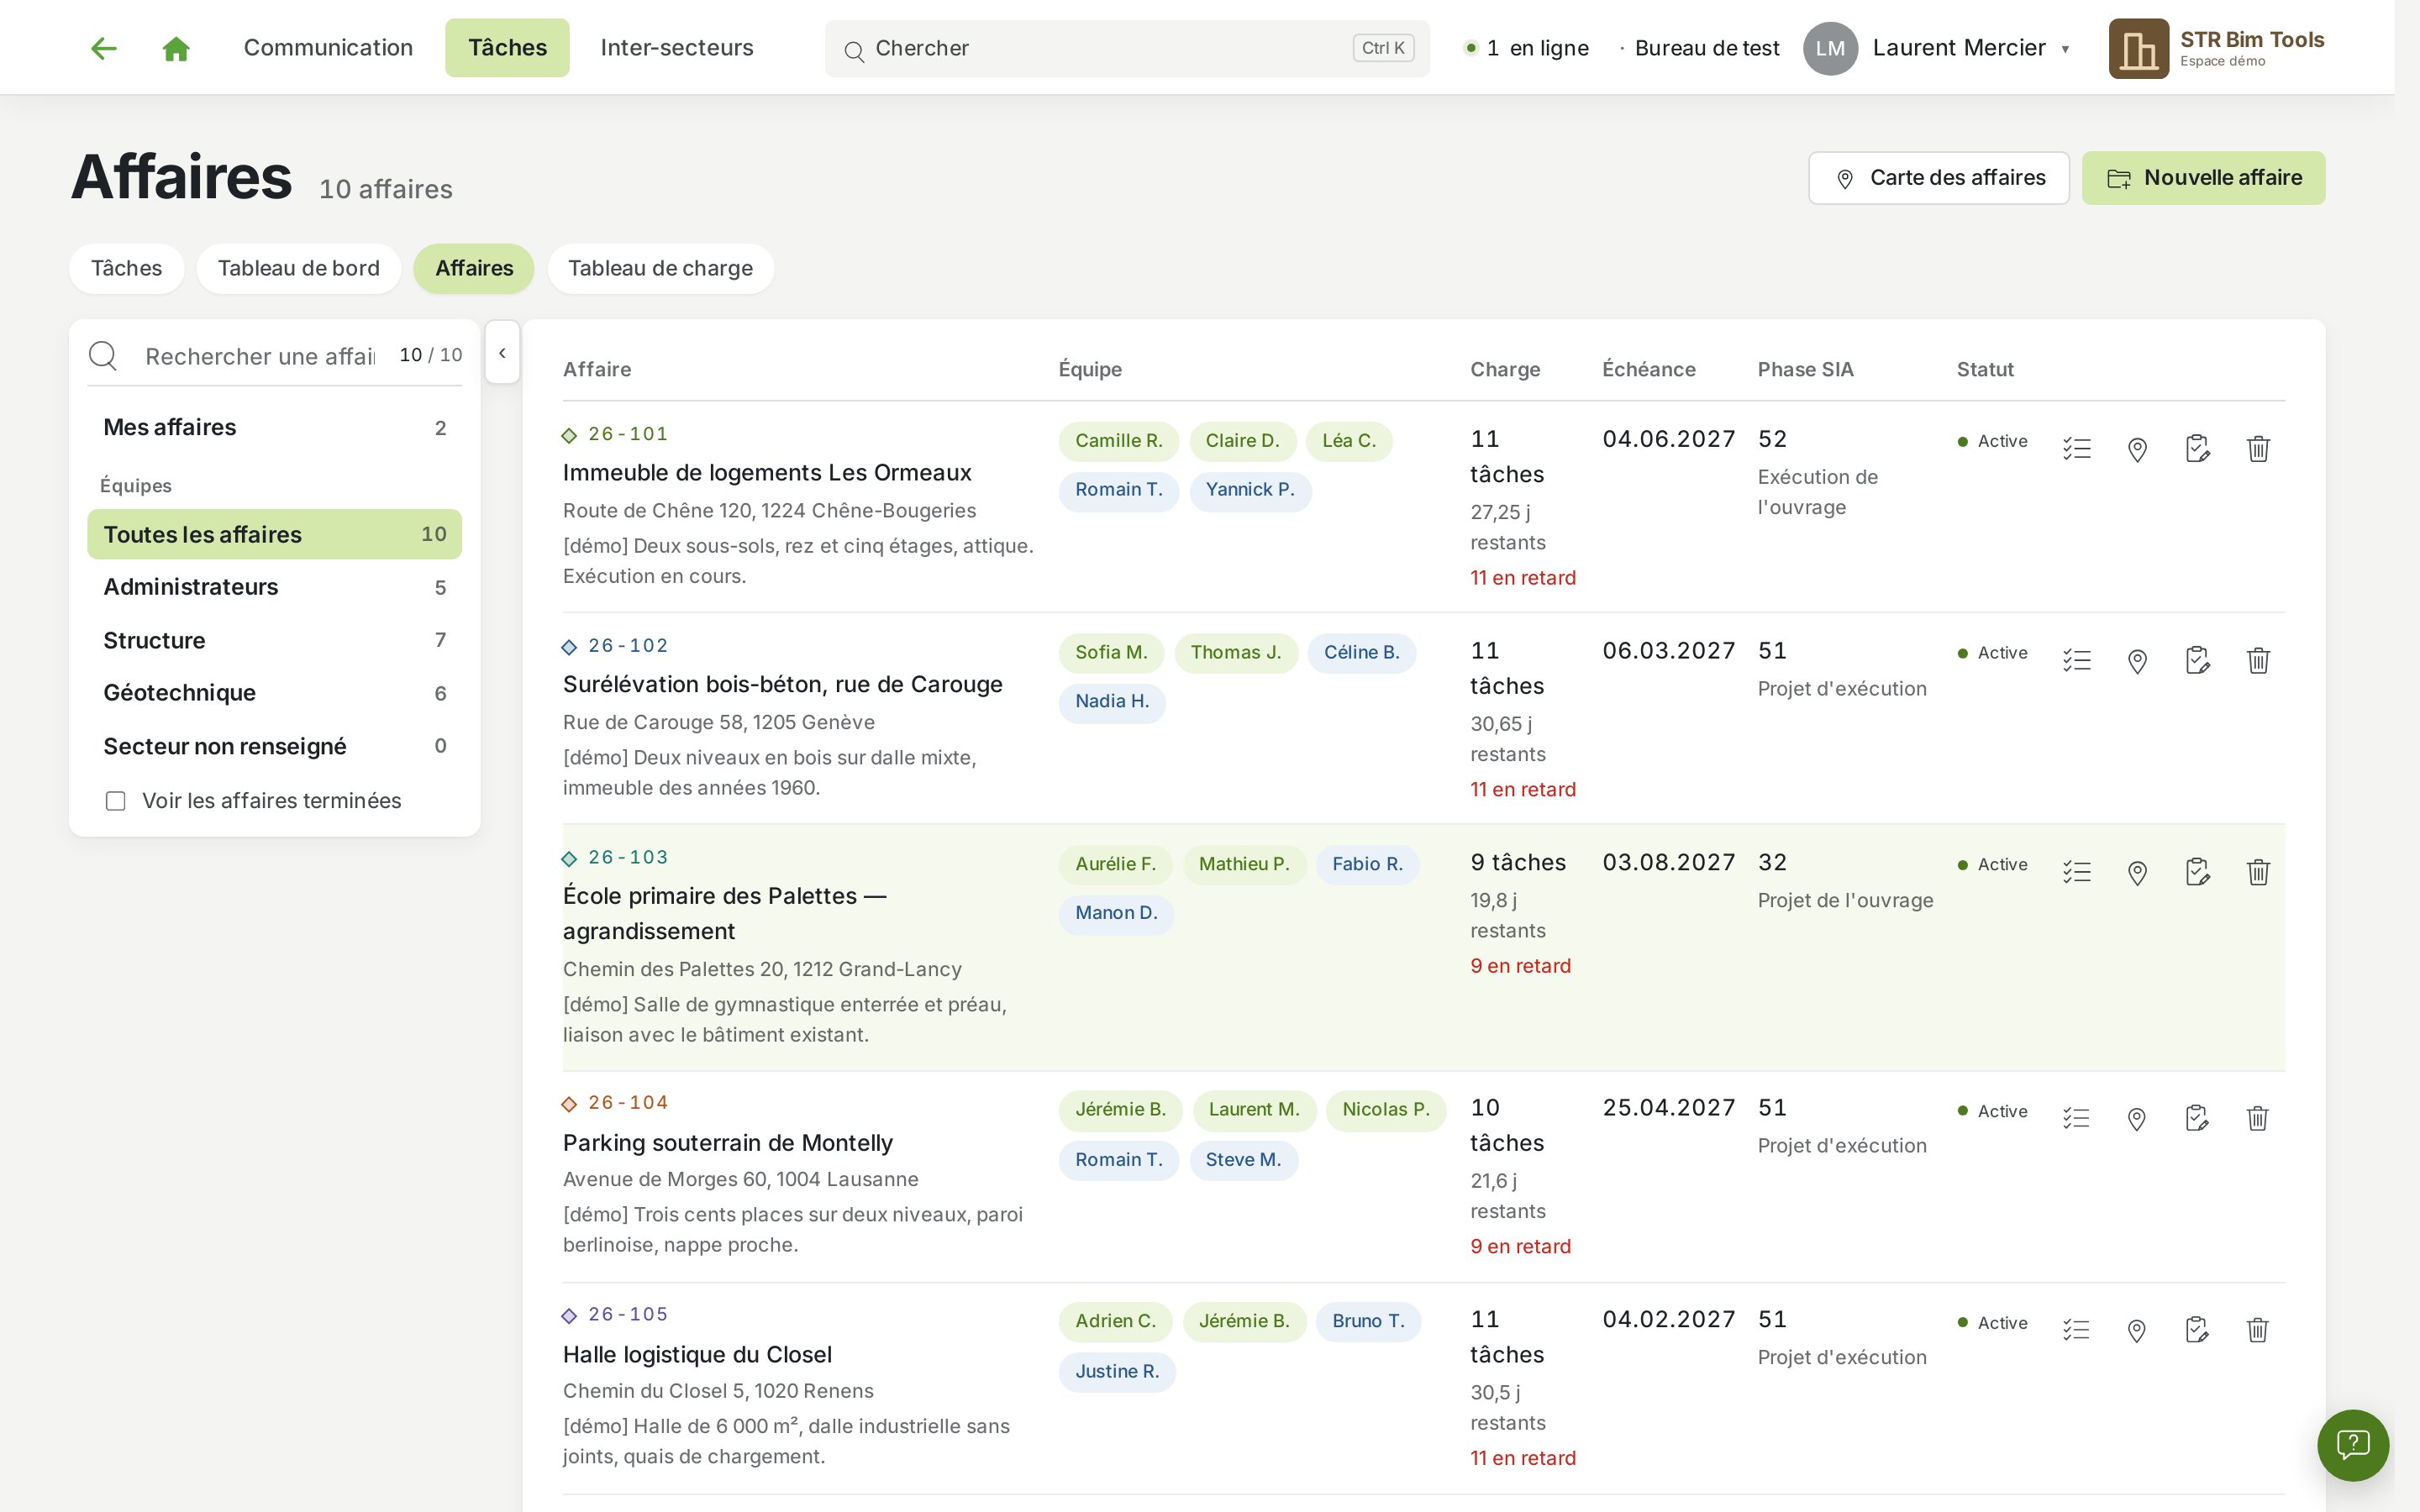 Communication
Tâches
Inter-secteurs
Chercher
Ctrl K
1 en ligne
· Bureau de test
LM
Laurent Mercier
STR Bim Tools
Espace démo
Affaires
10 affaires
Carte des affaires
Nouvelle affaire
Tâches
Tableau de bord
Affaires
Tableau de charge
Rechercher une affai
10 / 10
Mes affaires 2
Équipes
Toutes les affaires 10
Administrateurs 5
Structure 7
Géotechnique 6
Secteur non renseigné 0
Voir les affaires terminées
Affaire Équipe Charge Échéance Phase SIA Statut
26-101
Immeuble de logements Les Ormeaux
Route de Chêne 120, 1224 Chêne-Bougeries
[démo] Deux sous-sols, rez et cinq étages, attique.
Exécution en cours.
Camille R. Claire D. Léa C.
Romain T. Yannick P.
11
tâches
27,25 j
restants
11 en retard
04.06.2027
52
Exécution de
l'ouvrage
Active
26-102
Surélévation bois-béton, rue de Carouge
Rue de Carouge 58, 1205 Genève
[démo] Deux niveaux en bois sur dalle mixte,
immeuble des années 1960.
Sofia M. Thomas J. Céline B.
Nadia H.
11
tâches
30,65 j
restants
11 en retard
06.03.2027
51
Projet d'exécution
Active
26-103
École primaire des Palettes —
agrandissement
Chemin des Palettes 20, 1212 Grand-Lancy
[démo] Salle de gymnastique enterrée et préau,
liaison avec le bâtiment existant.
Aurélie F. Mathieu P. Fabio R.
Manon D.
9 tâches
19,8 j
restants
9 en retard
03.08.2027
32
Projet de l'ouvrage
Active
26-104
Parking souterrain de Montelly
Avenue de Morges 60, 1004 Lausanne
[démo] Trois cents places sur deux niveaux, paroi
berlinoise, nappe proche.
Jérémie B. Laurent M. Nicolas P.
Romain T. Steve M.
10
tâches
21,6 j
restants
9 en retard
25.04.2027
51
Projet d'exécution
Active
26-105
Halle logistique du Closel
Chemin du Closel 5, 1020 Renens
[démo] Halle de 6 000 m², dalle industrielle sans
joints, quais de chargement.
Adrien C. Jérémie B. Bruno T.
Justine R.
11
tâches
30,5 j
restants
11 en retard
04.02.2027
51
Projet d'exécution
Active